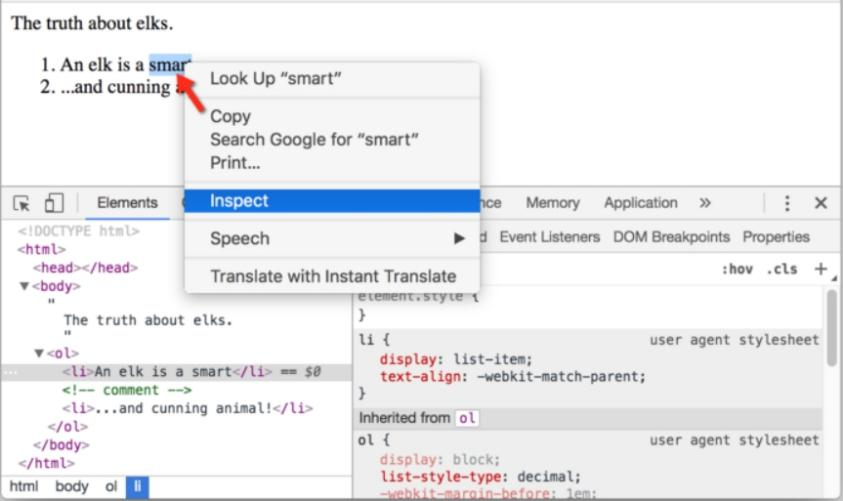 The truth about elks.
1. An elk is a smart
2. ...and cunning
Look Up “smart”
Copy
Search Google for “smart”
Print...
Inspect
Speech ▶
Translate with Instant Translate
Elements Memory Application »
Event Listeners DOM Breakpoints Properties
<!DOCTYPE html>
<html>
<head></head>
▼<body>
"
The truth about elks.
"
▼<ol>
<li>An elk is a smart</li> == $0
<!-- comment -->
<li>...and cunning animal!</li>
</ol>
</body>
</html>
html body ol li
:hov .cls +
element.style {
}
li { user agent stylesheet
display: list-item;
text-align: -webkit-match-parent;
}
Inherited from ol
ol { user agent stylesheet
display: block;
list-style-type: decimal;
-webkit-margin-before: 1em;